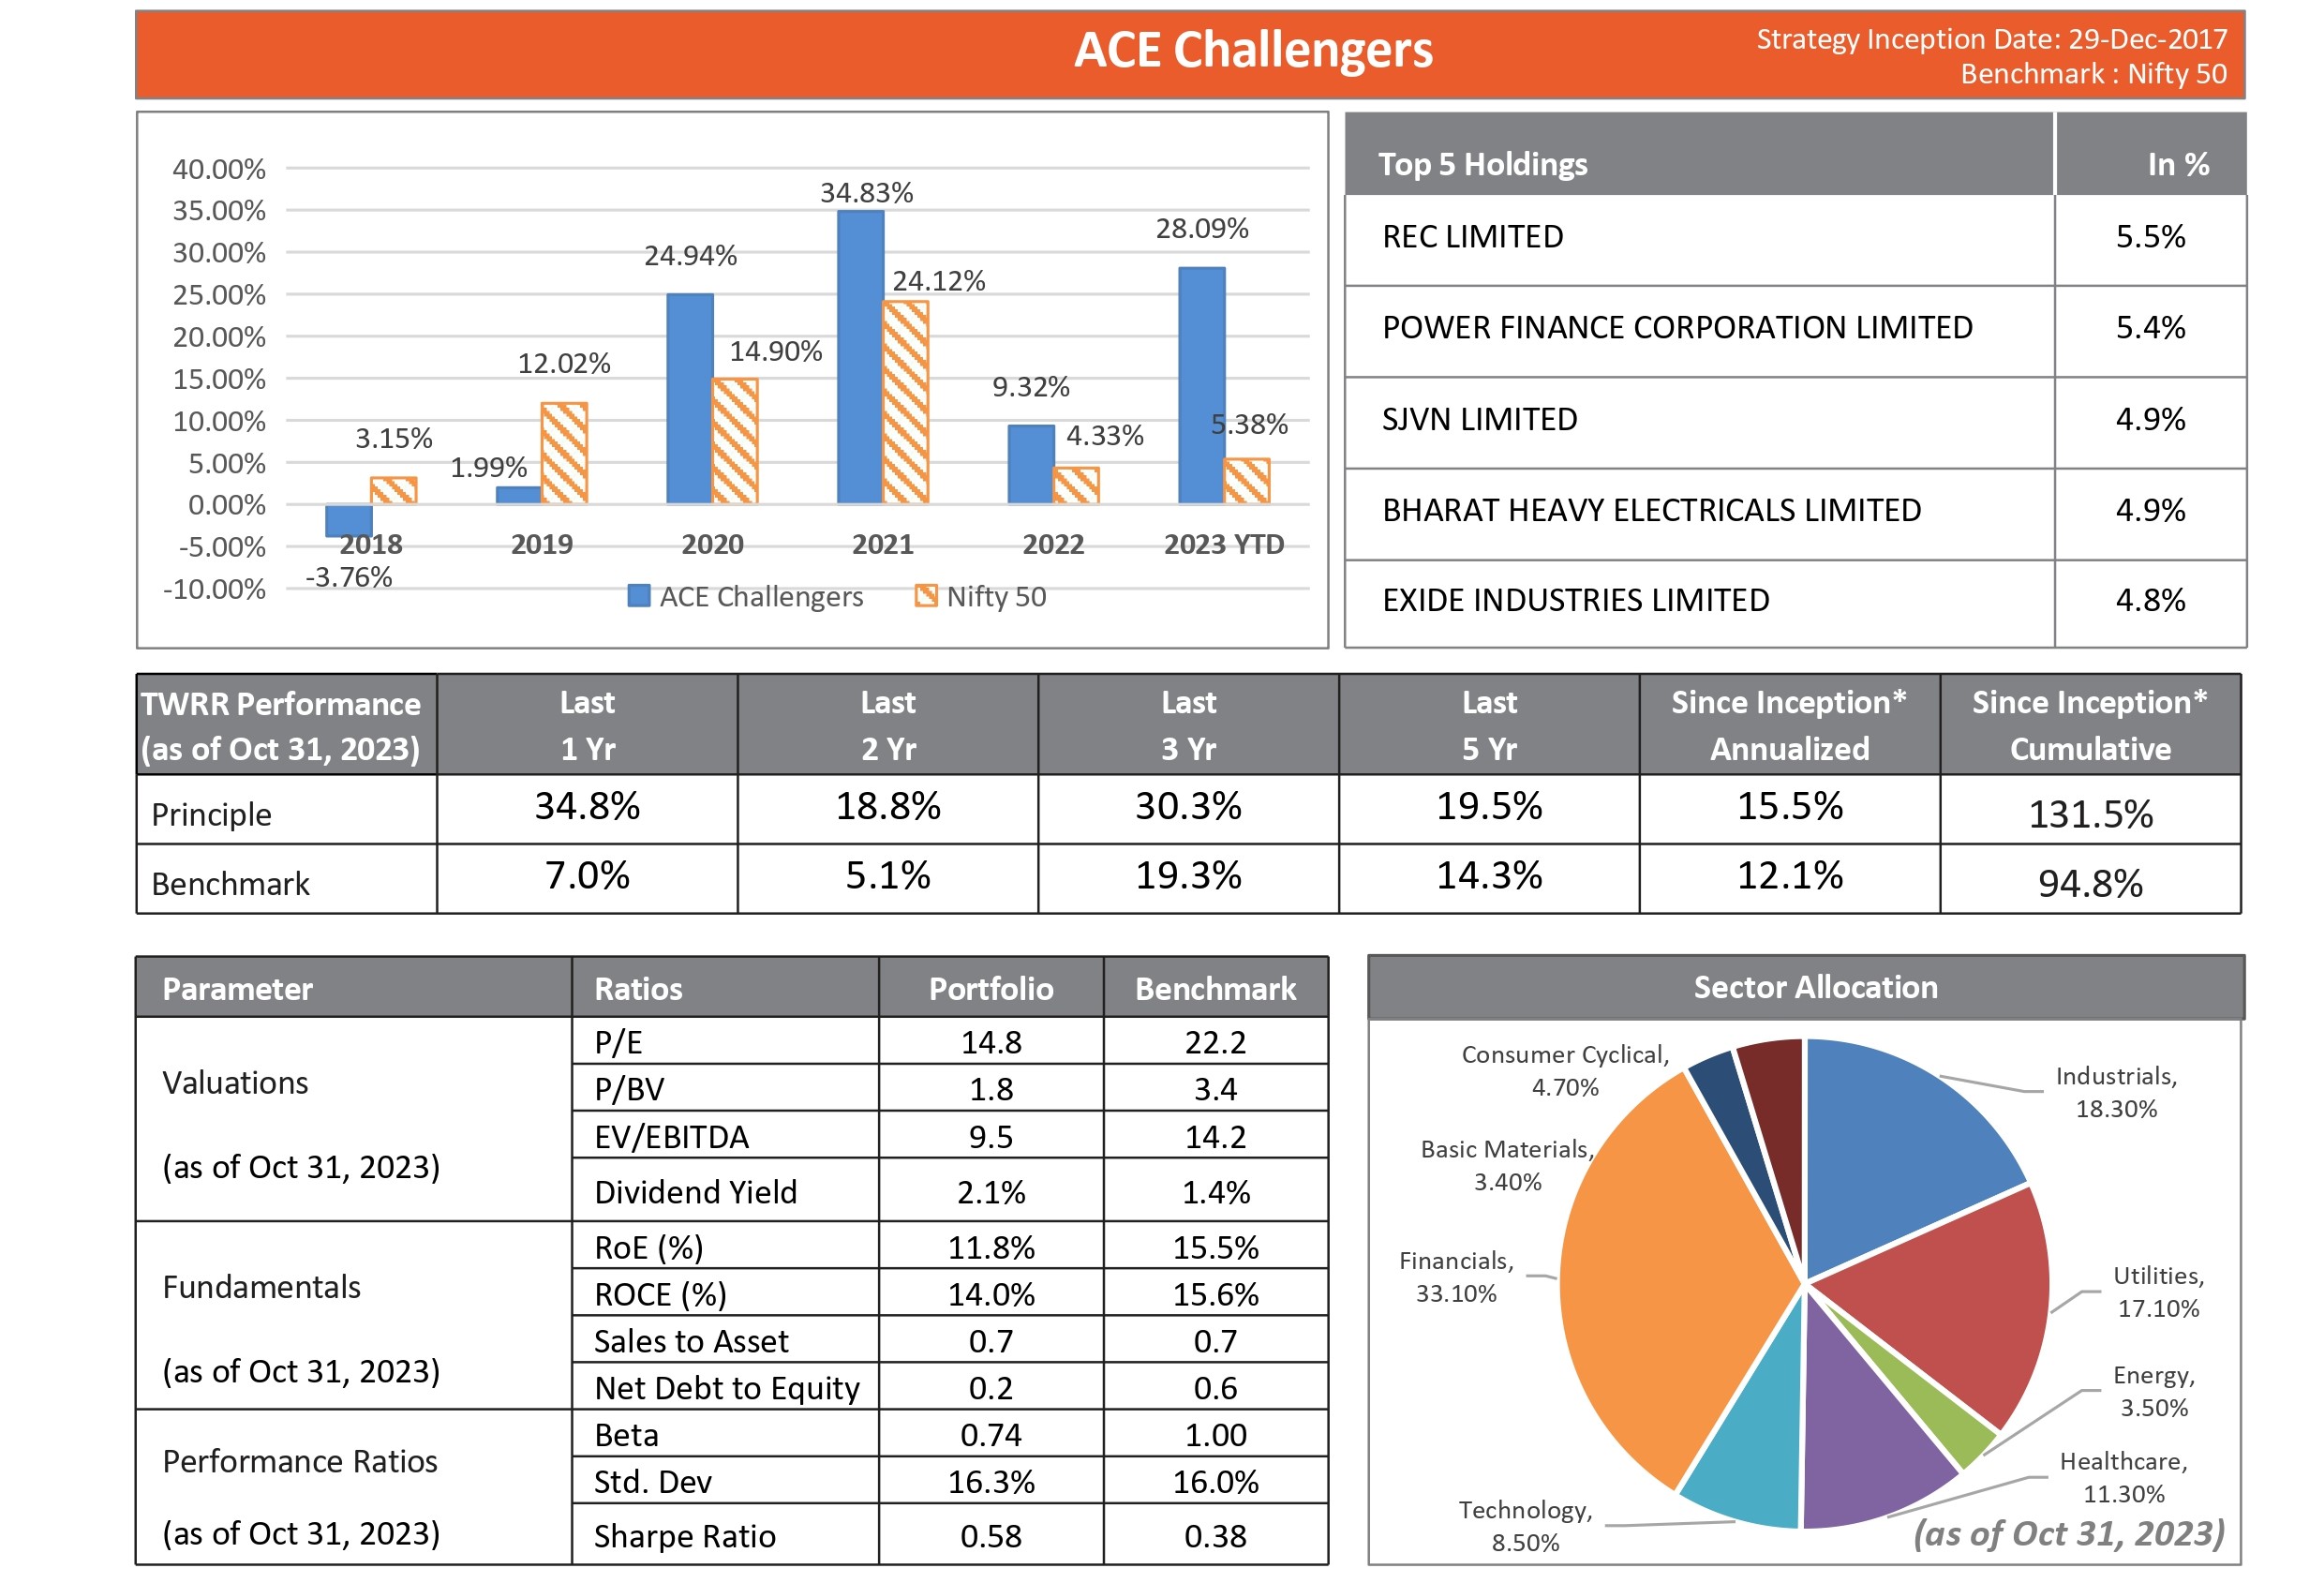 ACE Challengers
Strategy Inception Date: 29-Dec-2017
Benchmark : Nifty 50
40.00%
35.00%
30.00%
25.00%
20.00%
15.00%
10.00%
5.00%
0.00%
-5.00%
-10.00%
-3.76%
3.15%
1.99%
12.02%
24.94%
14.90%
34.83%
24.12%
9.32%
4.33%
28.09%
5.38%
2018 2019 2020 2021 2022 2023 YTD
ACE Challengers Nifty 50
Top 5 Holdings In %
REC LIMITED 5.5%
POWER FINANCE CORPORATION LIMITED 5.4%
SJVN LIMITED 4.9%
BHARAT HEAVY ELECTRICALS LIMITED 4.9%
EXIDE INDUSTRIES LIMITED 4.8%
TWRR Performance Last Last Last Last Since Inception* Since Inception*
(as of Oct 31, 2023) 1 Yr 2 Yr 3 Yr 5 Yr Annualized Cumulative
Principle 34.8% 18.8% 30.3% 19.5% 15.5% 131.5%
Benchmark 7.0% 5.1% 19.3% 14.3% 12.1% 94.8%
Parameter Ratios Portfolio Benchmark
Valuations
(as of Oct 31, 2023)
P/E 14.8 22.2
P/BV 1.8 3.4
EV/EBITDA 9.5 14.2
Dividend Yield 2.1% 1.4%
Fundamentals
(as of Oct 31, 2023)
RoE (%) 11.8% 15.5%
ROCE (%) 14.0% 15.6%
Sales to Asset 0.7 0.7
Net Debt to Equity 0.2 0.6
Performance Ratios
(as of Oct 31, 2023)
Beta 0.74 1.00
Std. Dev 16.3% 16.0%
Sharpe Ratio 0.58 0.38
Sector Allocation
Consumer Cyclical,
4.70%
Industrials,
18.30%
Basic Materials,
3.40%
Financials,
33.10%
Utilities,
17.10%
Energy,
3.50%
Healthcare,
11.30%
Technology,
8.50%
(as of Oct 31, 2023)